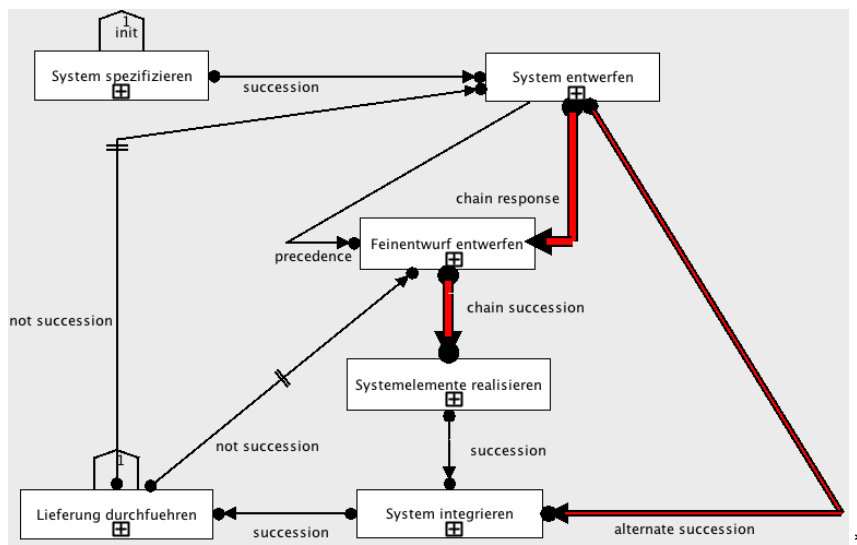 1
init
System spezifizieren
succession
System entwerfen
chain response
Feinentwurf entwerfen
precedence
chain succession
not succession
Systemelemente realisieren
not succession
succession
1
Lieferung durchfuehren
succession
System integrieren
alternate succession